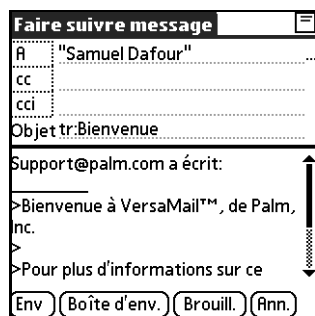 Faire suivre message
A "Samuel Dafour" ...
cc
cci
Objet tr:Bienvenue
Support@palm.com a écrit:
>Bienvenue à VersaMail™, de Palm,
Inc.
>
>Pour plus d'informations sur ce
Env Boîte d'env. Brouill. Ann.